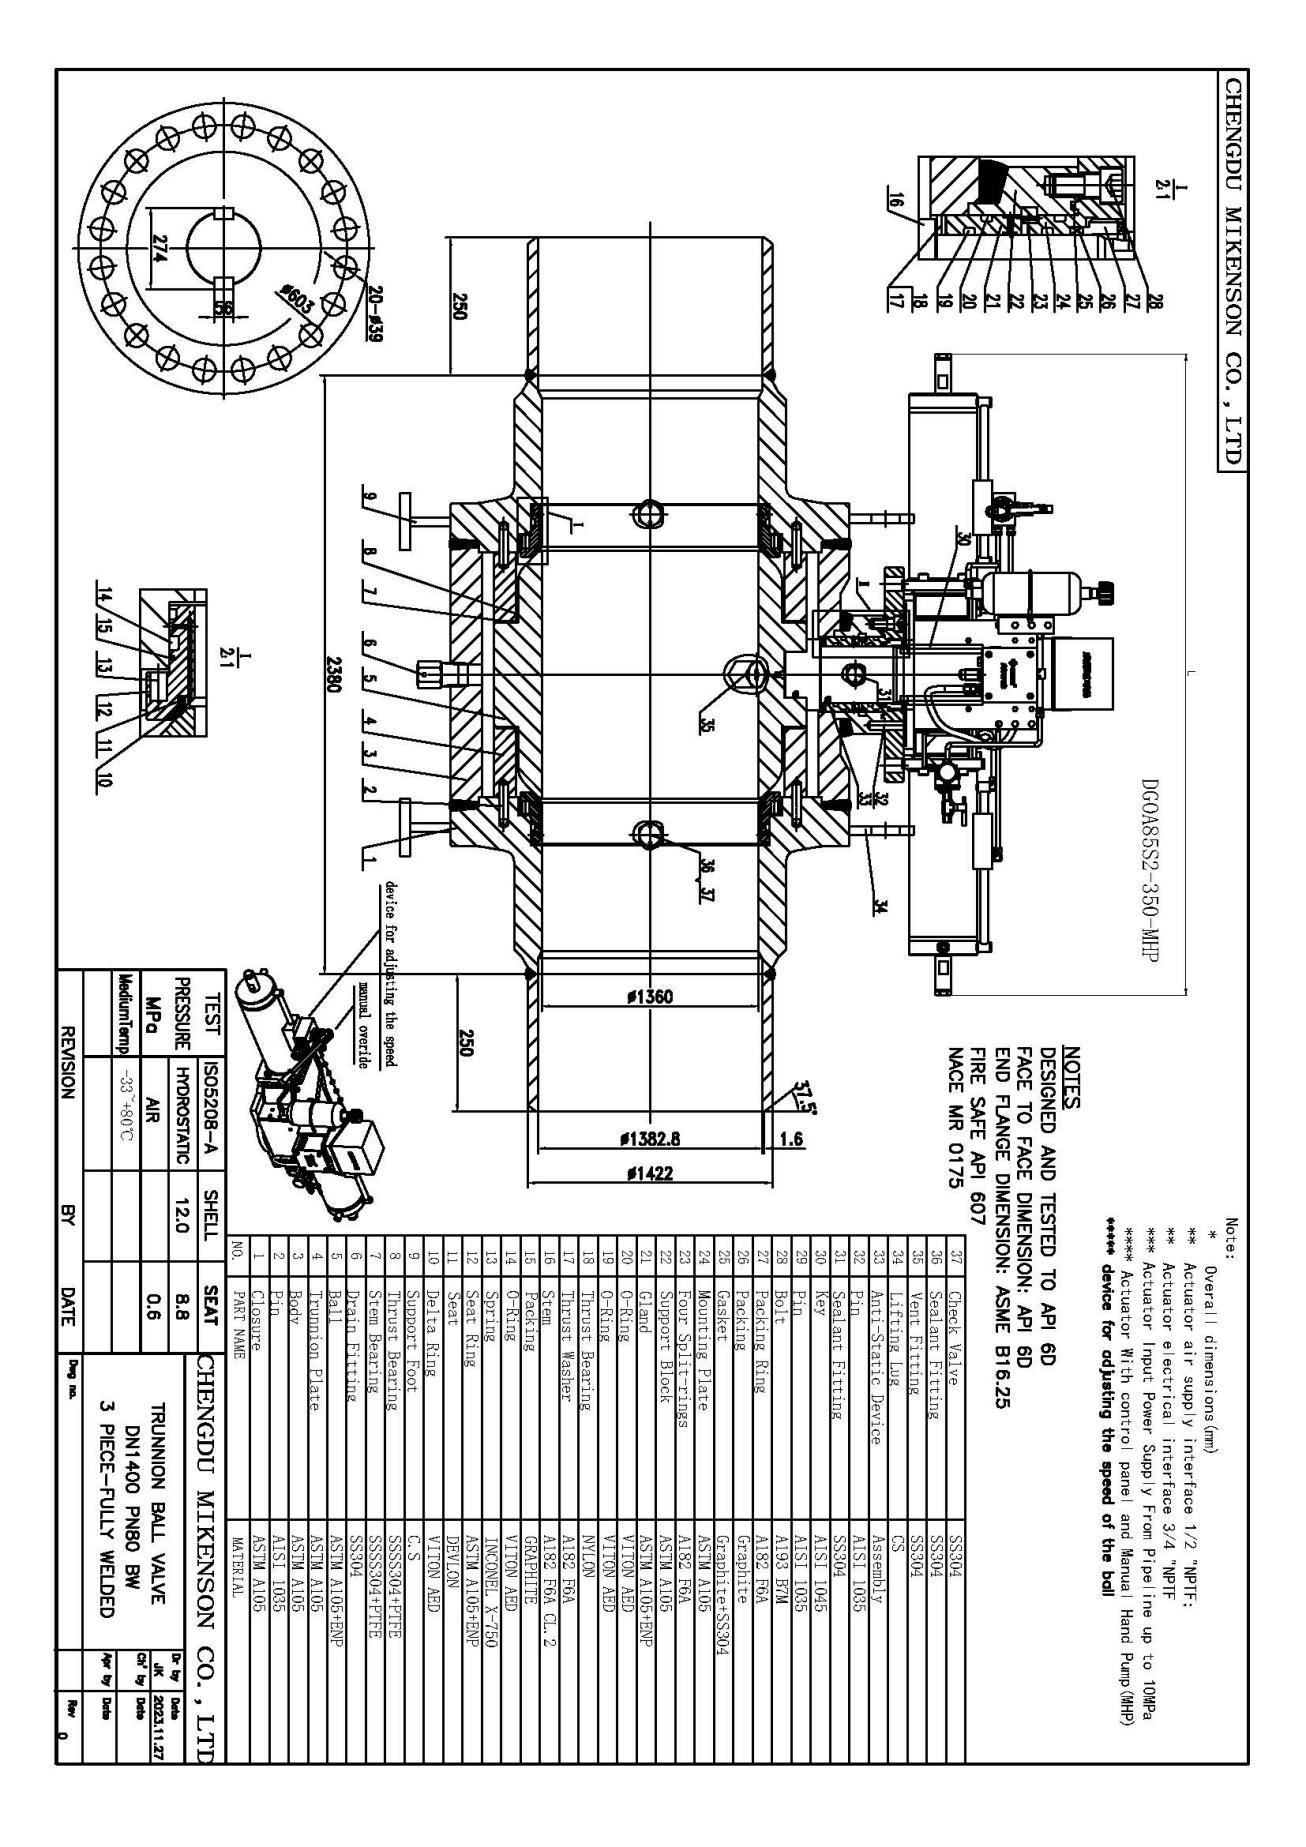 CHENGDU MIKENSON CO., LTD
I
2:1
16
17
18
19
20
21
22
23
24
25
26
27
28
L
DGOA85S2-350-MHP
20-ø39
274
ø603
56
250
2380
250
9
8
7
6
5
4
3
2
1
I
II
30
31
32
33
34
35
36
37
ø1360
ø1382.8
ø1422
1.6
37.5°
I
2:1
14
15
13
12
11
10
device for adjusting the speed
manual overide
Note:
* Overall dimensions(mm)
** Actuator air supply interface 1/2 "NPTF;
** Actuator electrical interface 3/4 "NPTF
*** Actuator Input Power Supply From Pipeline up to 10MPa
**** Actuator With control panel and Manual Hand Pump(MHP)
***** device for adjusting the speed of the ball
NOTES
DESIGNED AND TESTED TO API 6D
FACE TO FACE DIMENSION: API 6D
END FLANGE DIMENSION: ASME B16.25
FIRE SAFE API 607
NACE MR 0175
37 Check Valve SS304
36 Sealant Fitting SS304
35 Vent Fitting SS304
34 Lifting Lug CS
33 Anti-Static Device Assembly
32 Pin AISI 1035
31 Sealant Fitting SS304
30 Key AISI 1045
29 Pin AISI 1035
28 Bolt A193 B7M
27 Packing Ring A182 F6A
26 Packing Graphite
25 Gasket Graphite+SS304
24 Mounting Plate ASTM A105
23 Four Split-rings A182 F6A
22 Support Block ASTM A105
21 Gland ASTM A105+ENP
20 O-Ring VITON AED
19 O-Ring VITON AED
18 Thrust Bearing NYLON
17 Thrust Washer A182 F6A
16 Stem A182 F6A CL.2
15 Packing GRAPHITE
14 O-Ring VITON AED
13 Spring INCONEL X-750
12 Seat Ring ASTM A105+ENP
11 Seat DEVLON
10 Delta Ring VITON AED
9 Support Foot C.S
8 Thrust Bearing SSSS304+PTFE
7 Stem Bearing SSSS304+PTFE
6 Drain Fitting SS304
5 Ball ASTM A105+ENP
4 Trunnion Plate ASTM A105
3 Body ASTM A105
2 Pin AISI 1035
1 Closure ASTM A105
NO. PART NAME MATERIAL
TEST PRESSURE MPa ISO5208-A SHELL SEAT
HYDROSTATIC 12.0 8.8
AIR 0.6
MediumTemp -33~+80℃
REVISION BY DATE
CHENGDU MIKENSON CO., LTD
TRUNNION BALL VALVE
DN1400 PN80 BW
3 PIECE-FULLY WELDED
Dr by Date
JK 2023.11.27
Ch' by Date
Apr by Date
Dwg no.
Rev 0